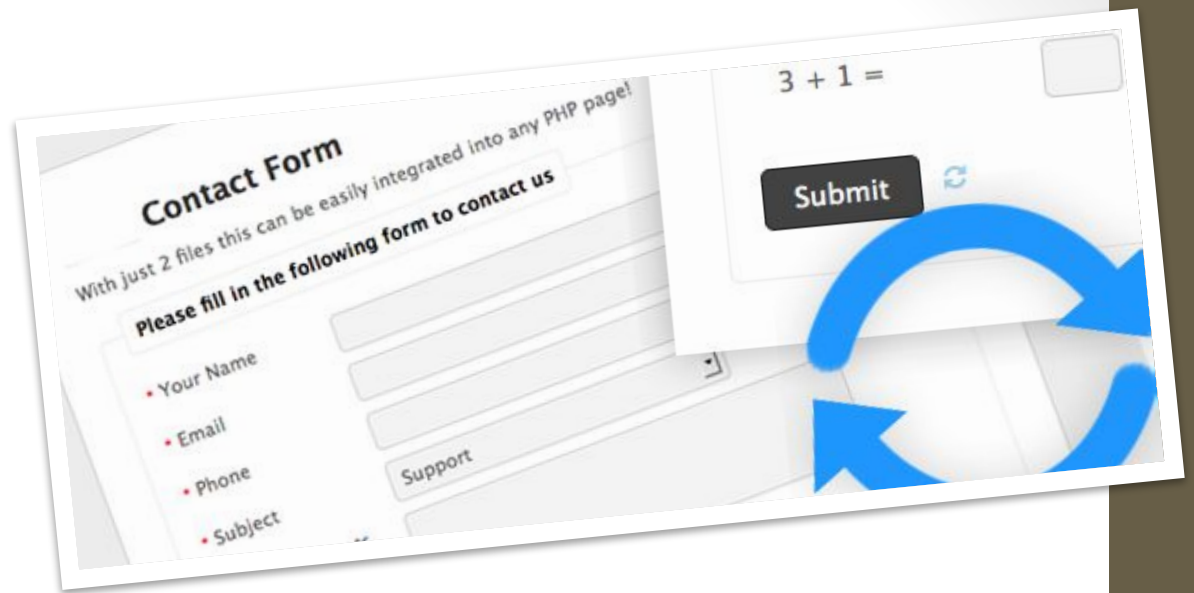 Contact Form
With just 2 files this can be easily integrated into any PHP page!
Please fill in the following form to contact us
• Your Name
• Email
• Phone
• Subject
Support
3 + 1 =
Submit